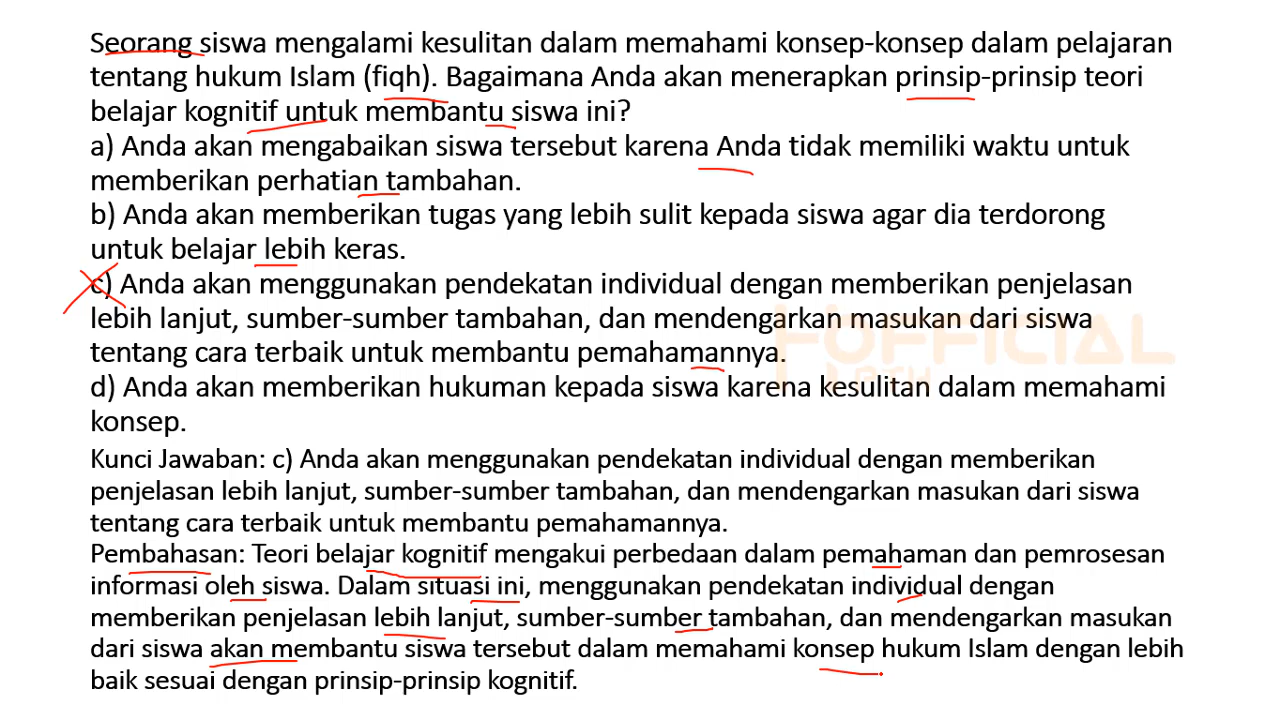 Seorang siswa mengalami kesulitan dalam memahami konsep-konsep dalam pelajaran
tentang hukum Islam (fiqh). Bagaimana Anda akan menerapkan prinsip-prinsip teori
belajar kognitif untuk membantu siswa ini?
a) Anda akan mengabaikan siswa tersebut karena Anda tidak memiliki waktu untuk
memberikan perhatian tambahan.
b) Anda akan memberikan tugas yang lebih sulit kepada siswa agar dia terdorong
untuk belajar lebih keras.
c) Anda akan menggunakan pendekatan individual dengan memberikan penjelasan
lebih lanjut, sumber-sumber tambahan, dan mendengarkan masukan dari siswa
tentang cara terbaik untuk membantu pemahamannya.
d) Anda akan memberikan hukuman kepada siswa karena kesulitan dalam memahami
konsep.
Kunci Jawaban: c) Anda akan menggunakan pendekatan individual dengan memberikan
penjelasan lebih lanjut, sumber-sumber tambahan, dan mendengarkan masukan dari siswa
tentang cara terbaik untuk membantu pemahamannya.
Pembahasan: Teori belajar kognitif mengakui perbedaan dalam pemahaman dan pemrosesan
informasi oleh siswa. Dalam situasi ini, menggunakan pendekatan individual dengan
memberikan penjelasan lebih lanjut, sumber-sumber tambahan, dan mendengarkan masukan
dari siswa akan membantu siswa tersebut dalam memahami konsep hukum Islam dengan lebih
baik sesuai dengan prinsip-prinsip kognitif.